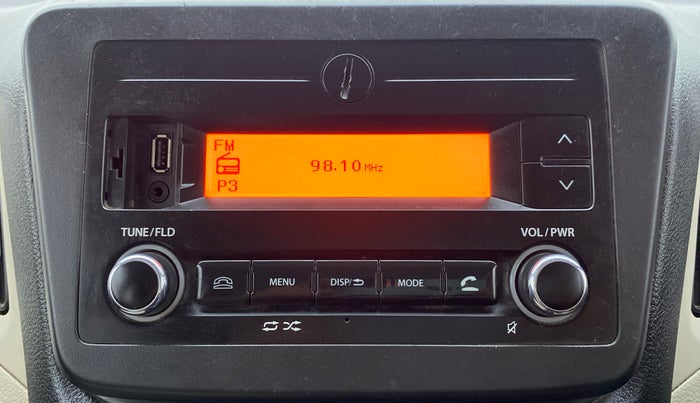 FM
98.10 MHz
P3
TUNE/FLD
VOL/PWR
MENU
DISP/
MODE